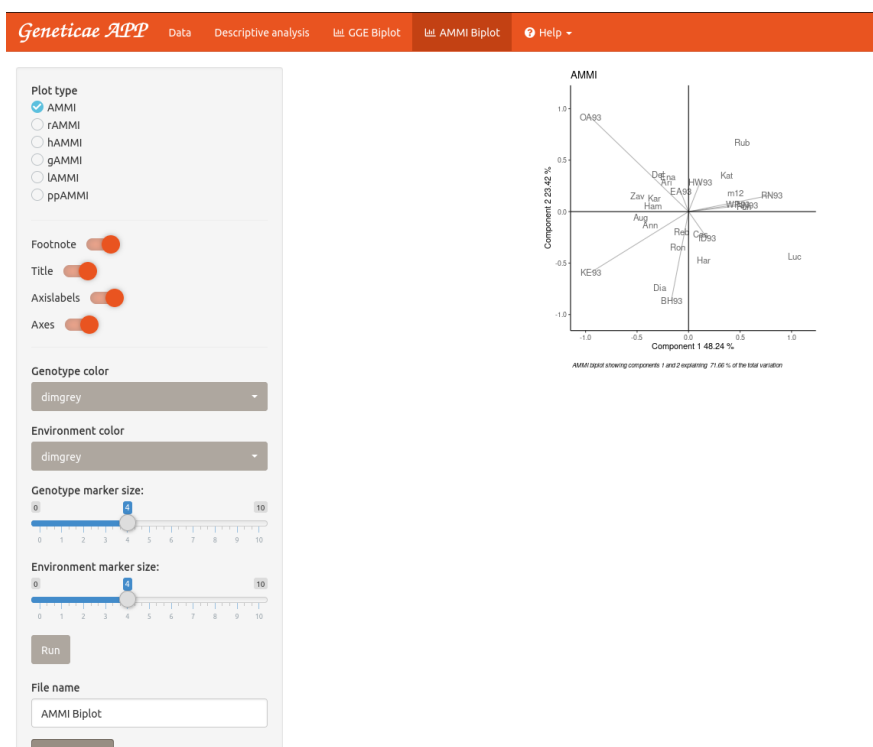 Geneticae APP Data Descriptive analysis GGE Biplot AMMI Biplot Help
Plot type
AMMI
rAMMI
hAMMI
gAMMI
lAMMI
ppAMMI
Footnote
Title
Axislabels
Axes
Genotype color
dimgrey
Environment color
dimgrey
Genotype marker size:
0 4 10
0 1 2 3 4 5 6 7 8 9 10
Environment marker size:
0 4 10
0 1 2 3 4 5 6 7 8 9 10
Run
File name
AMMI Biplot
AMMI
Component 2 23.42 %
1.0
0.5
0.0
-0.5
-1.0
OA93
Rub
Del
Ena
Ari
HW93
Kat
EA93
Zav
Kar
Ham
m12
RN93
Aug
Ann
Reb
ID93
Ron
Har
Luc
KE93
Dia
BH93
-1.0 -0.5 0.0 0.5 1.0
Component 1 48.24 %
AMMI biplot showing components 1 and 2 explaining 71.66 % of the total variation